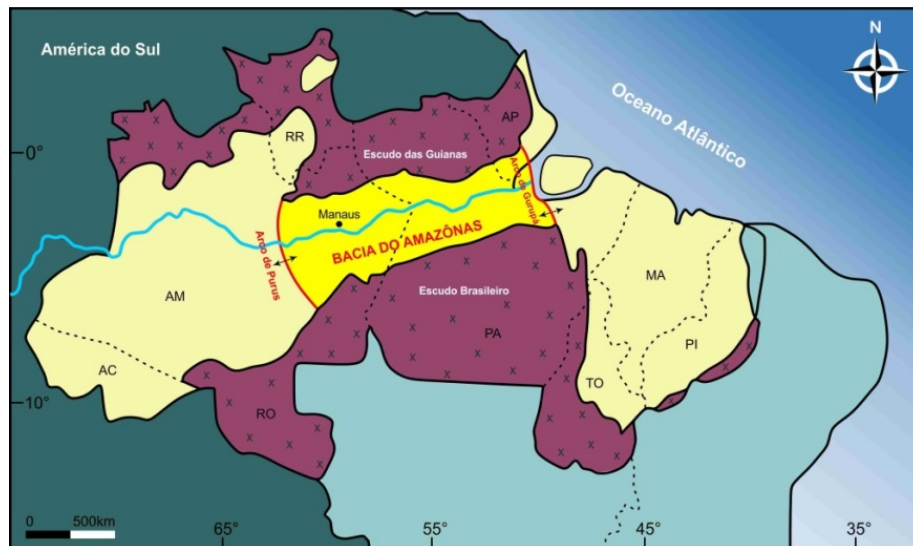 América do Sul
N
Oceano Atlântico
AP
RR
Escudo das Guianas
0°
Arco de Gurupá
Manaus
BACIA DO AMAZÔNAS
Arco de Purus
MA
AM
Escudo Brasileiro
PA
PI
AC
TO
10°
RO
0 500km
65°
55°
45°
35°